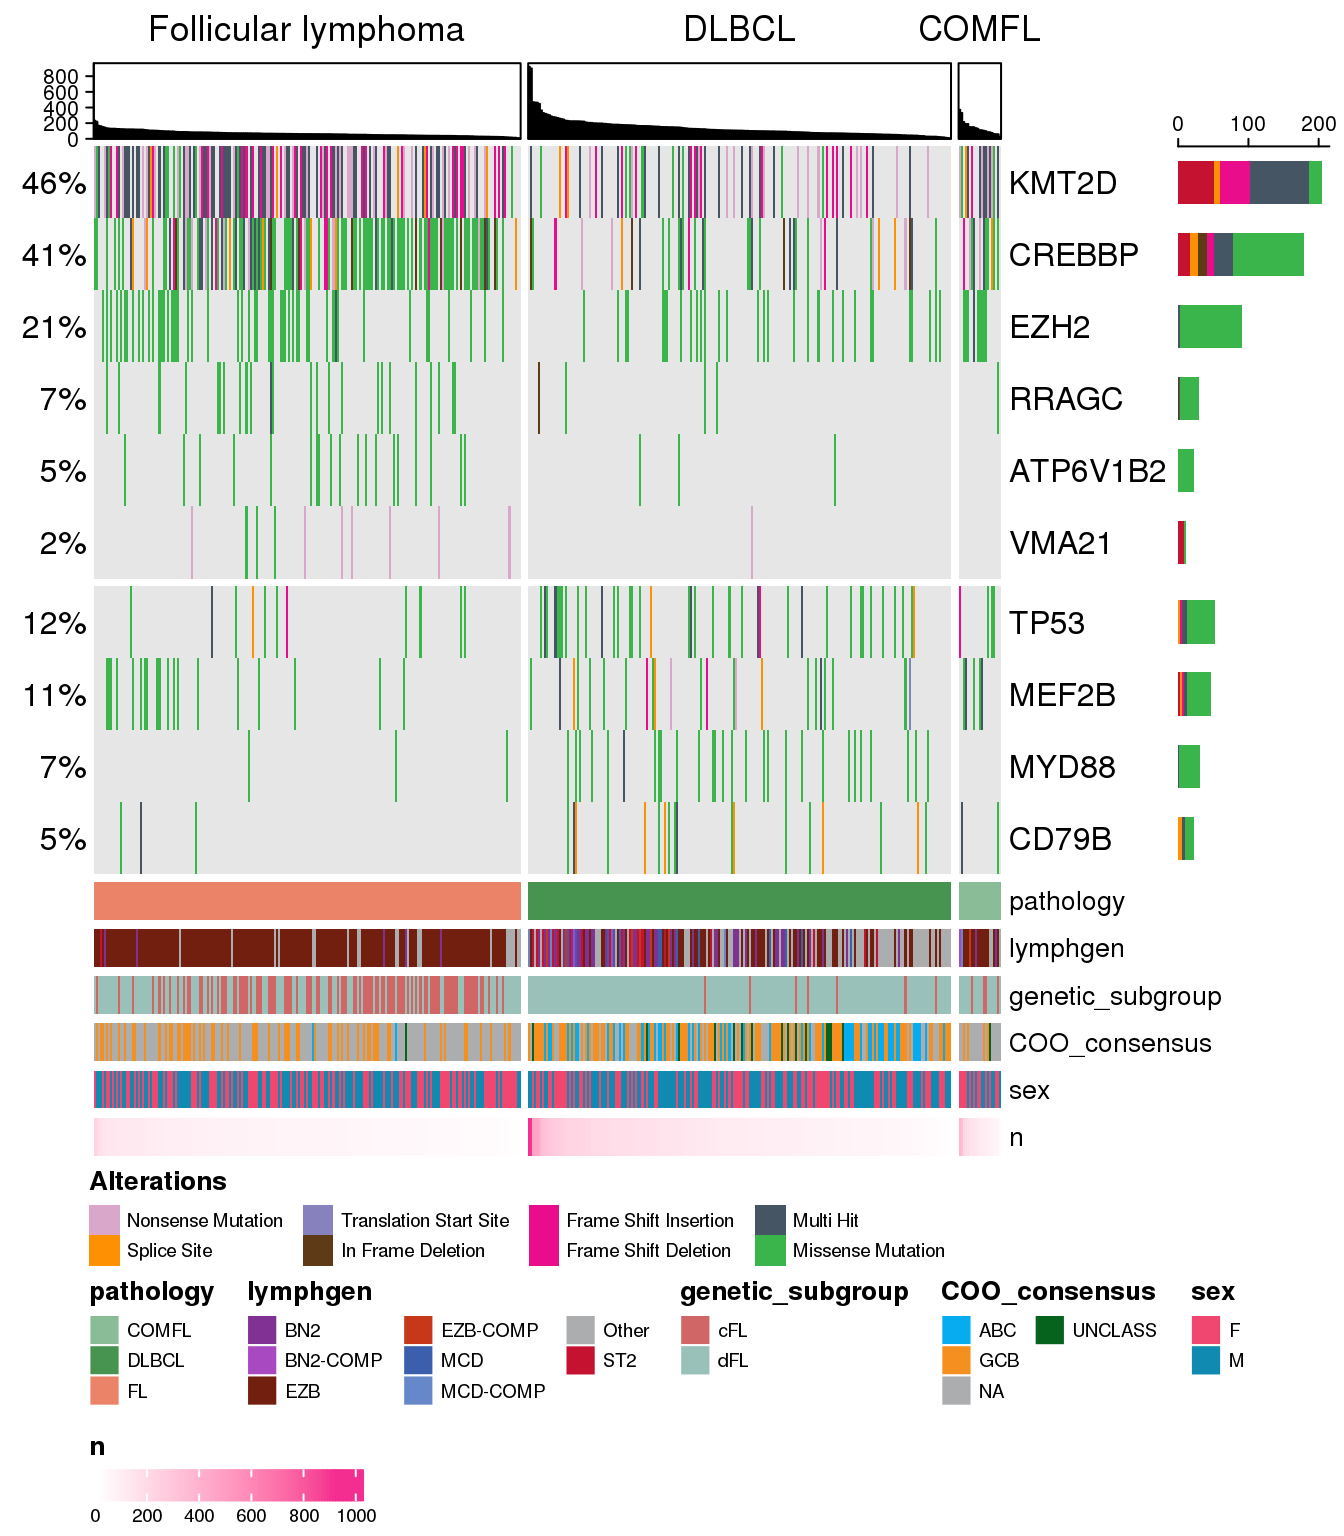 Follicular lymphoma DLBCL COMFL
800
600
400
200
0
0 100 200
46% KMT2D
41% CREBBP
21% EZH2
7% RRAGC
5% ATP6V1B2
2% VMA21
12% TP53
11% MEF2B
7% MYD88
5% CD79B
pathology
lymphgen
genetic_subgroup
COO_consensus
sex
n
Alterations
Nonsense Mutation Translation Start Site Frame Shift Insertion Multi Hit
Splice Site In Frame Deletion Frame Shift Deletion Missense Mutation
pathology lymphgen genetic_subgroup COO_consensus sex
COMFL BN2 EZB-COMP Other cFL ABC UNCLASS F
DLBCL BN2-COMP MCD ST2 dFL GCB M
FL EZB MCD-COMP NA
n
0 200 400 600 800 1000